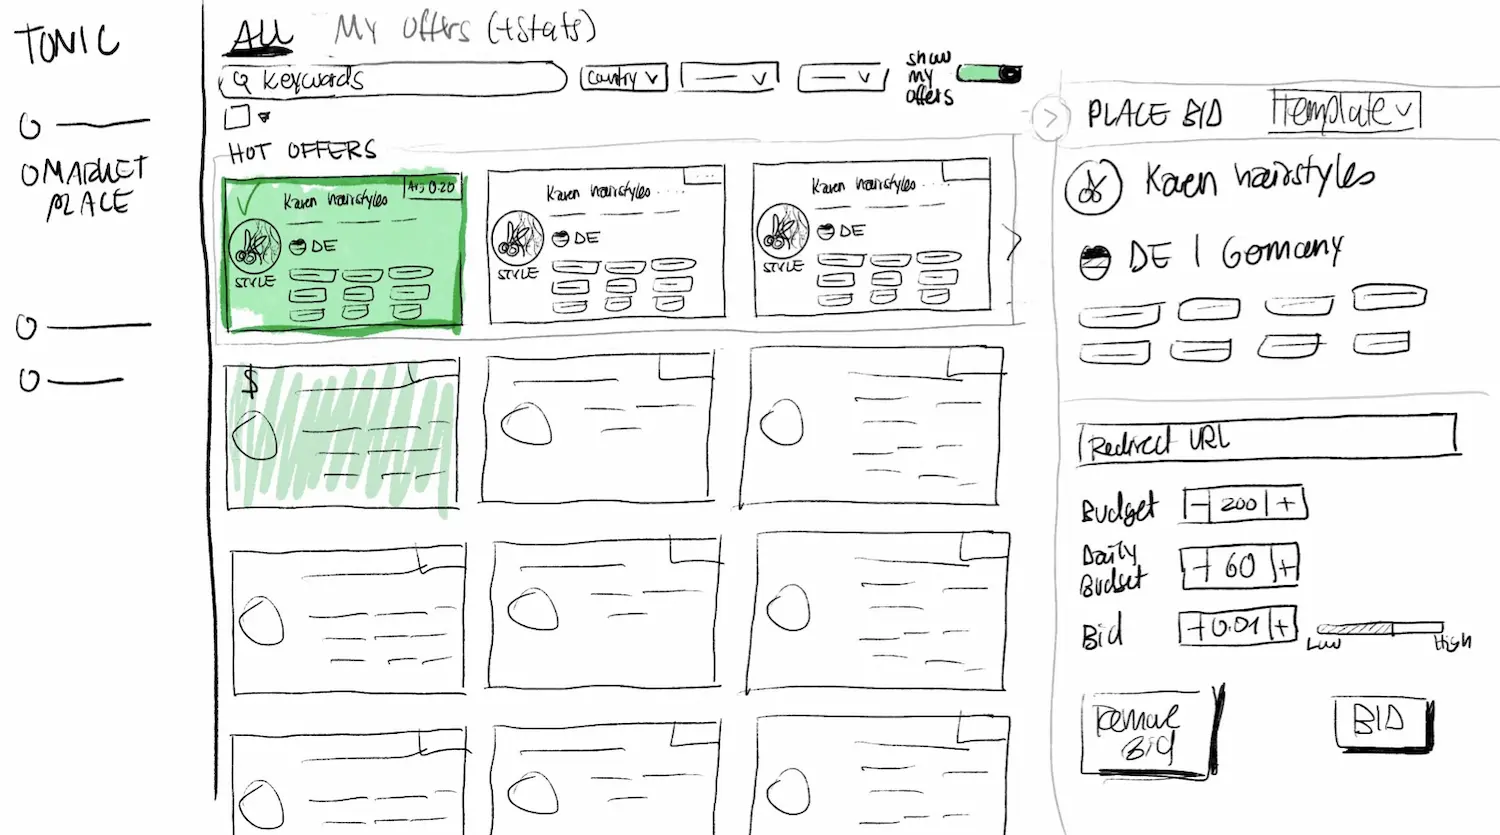 TONIC
MARKET
PLACE
ALL My offers (+stats)
Keywords
Country
show
my
offers
HOT OFFERS
Karen hairstyles
0.20
DE
STYLE
Karen hairstyles
DE
STYLE
Karen hairstyles
DE
STYLE
$
PLACE BID
Template
Karen hairstyles
DE | Germany
Redirect URL
Budget - 200 +
Daily
Budget
- 60 +
Bid - 0.01 +
Low High
Remove
Bid
BID